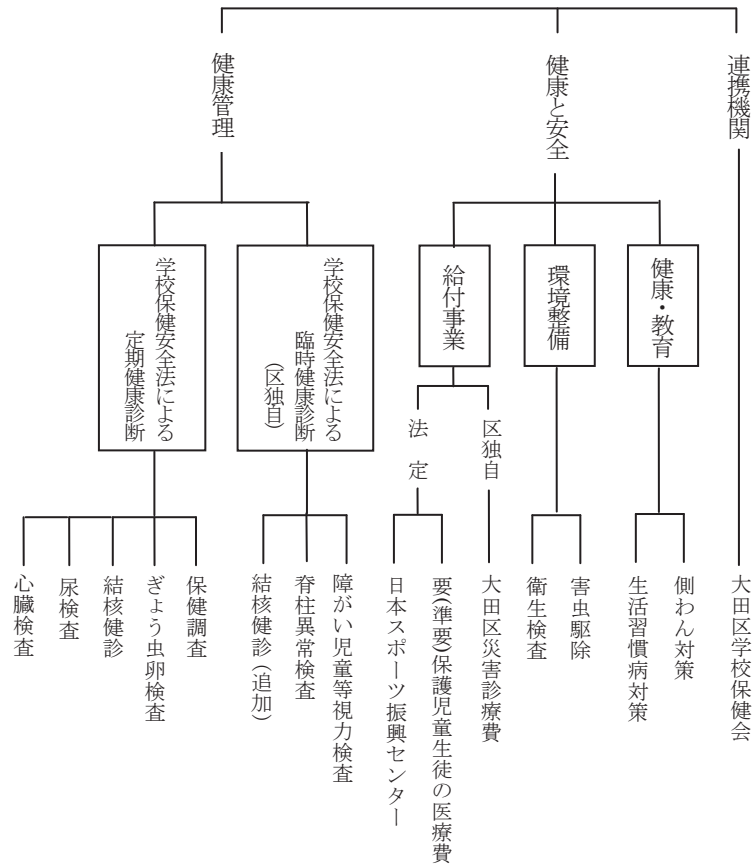 連携機関
健康と安全
健康管理
健康・教育
環境整備
給付事業
学校保健安全法による
臨時健康診断
(区独自)
学校保健安全法による
定期健康診断
区独自
法定
大田区学校保健会
側わん対策
生活習慣病対策
害虫駆除
衛生検査
大田区災害診療費
要(準要)保護児童生徒の医療費
日本スポーツ振興センター
障がい児童等視力検査
脊柱異常検査
結核健診(追加)
保健調査
ぎょう虫卵検査
結核健診
尿検査
心臓検査